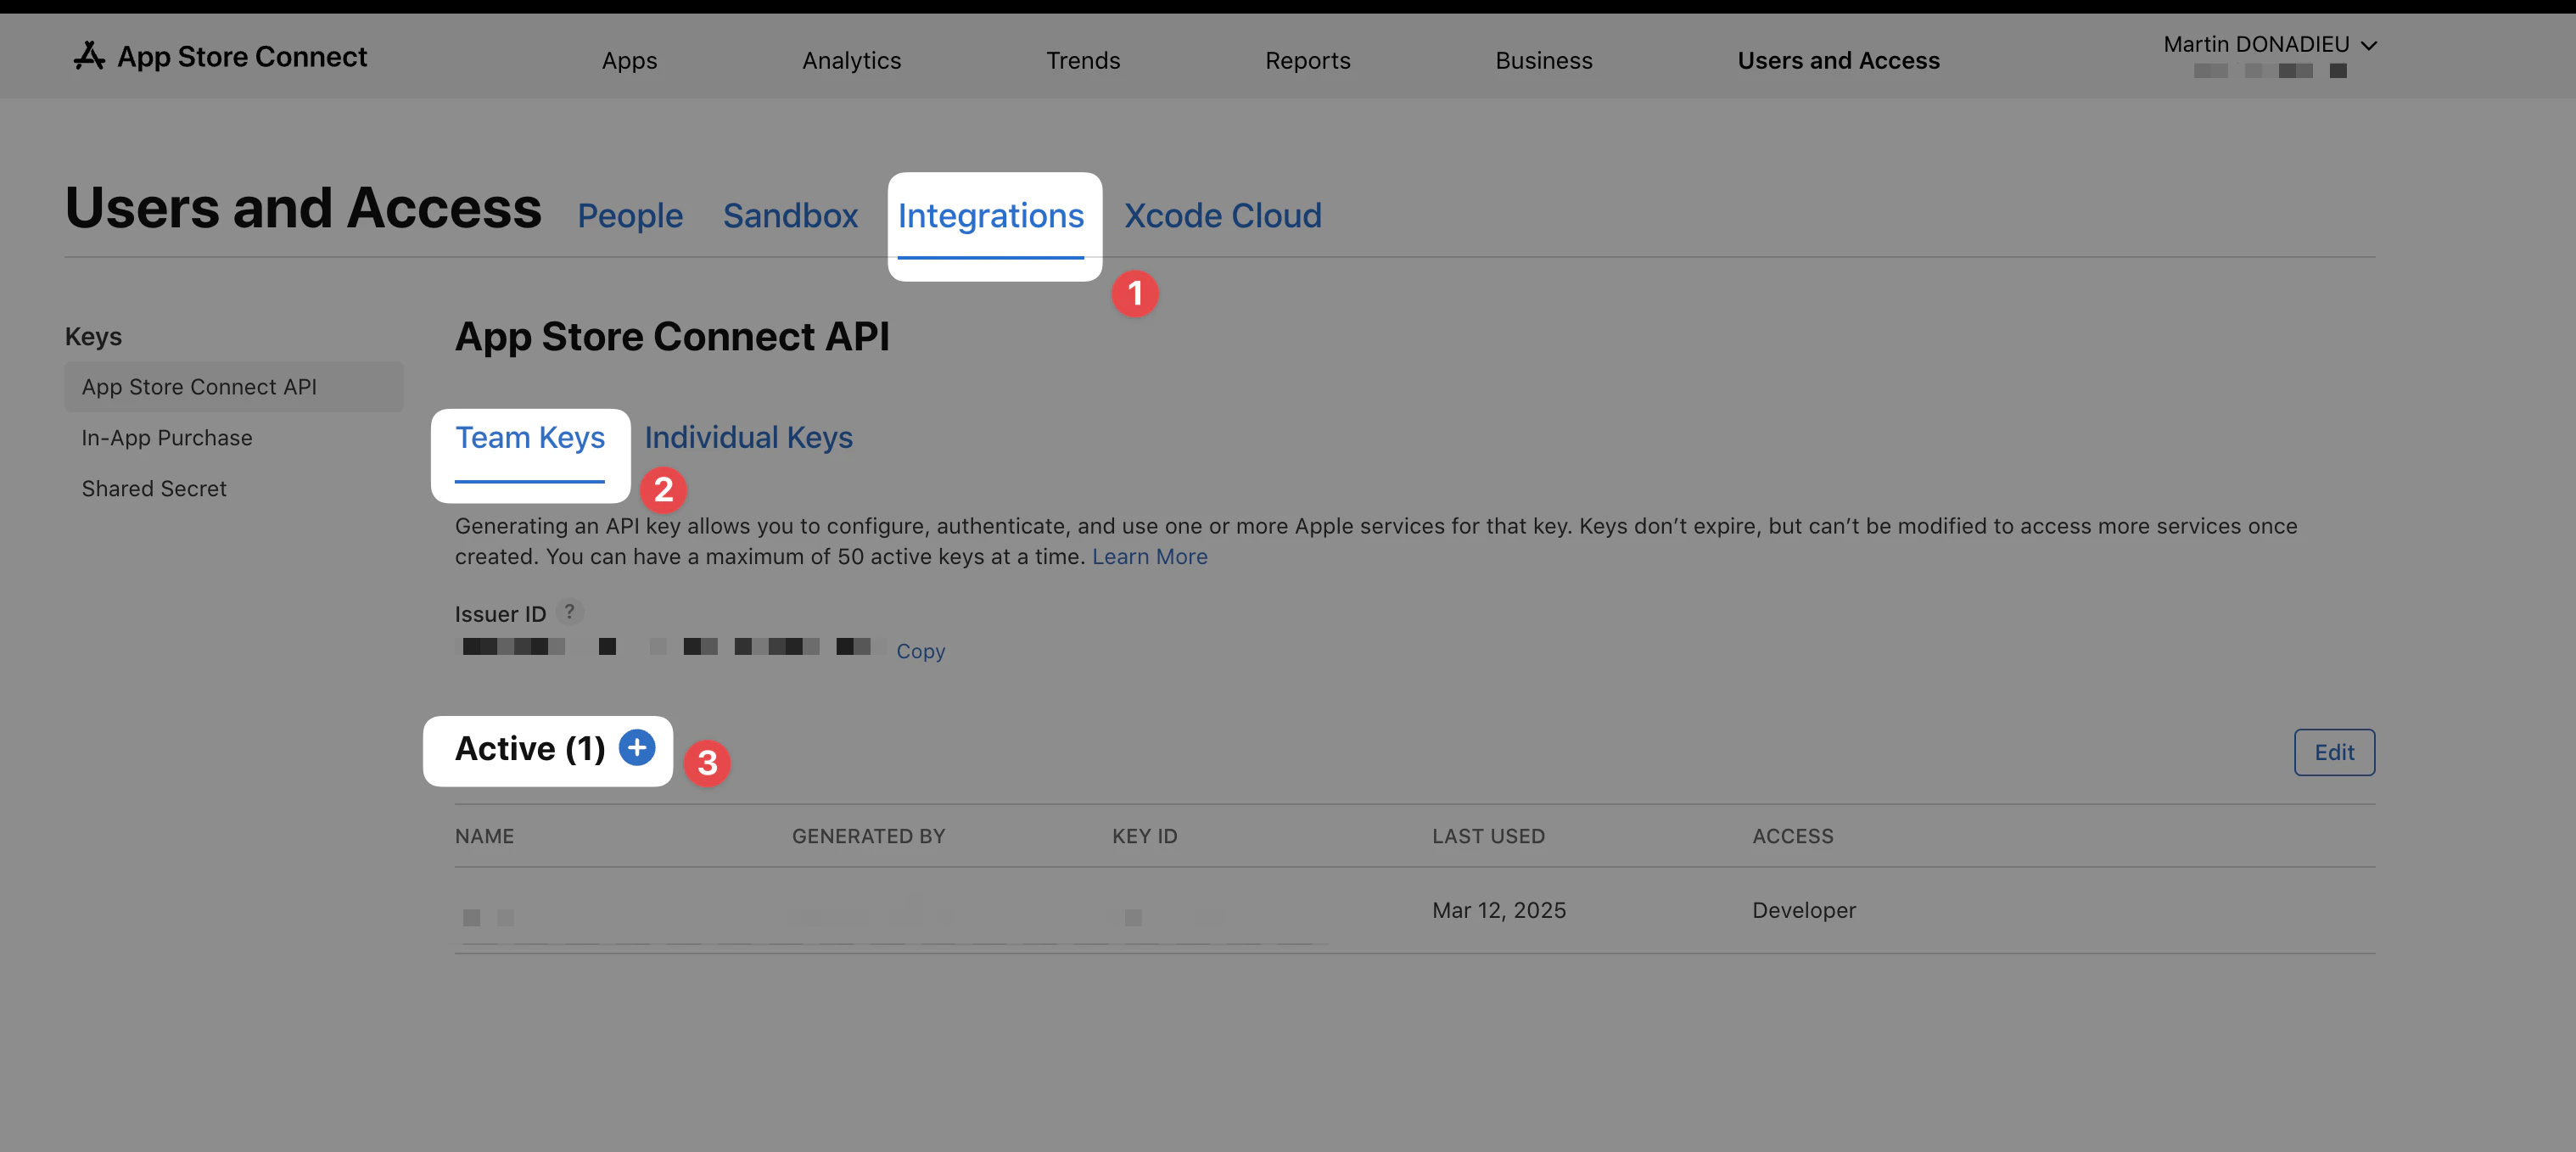 App Store Connect
Apps
Analytics
Trends
Reports
Business
Users and Access
Martin DONADIEU
Users and Access
People
Sandbox
Integrations
Xcode Cloud
1
Keys
App Store Connect API
In-App Purchase
Shared Secret
App Store Connect API
Team Keys
Individual Keys
2
Generating an API key allows you to configure, authenticate, and use one or more Apple services for that key. Keys don’t expire, but can’t be modified to access more services once
created. You can have a maximum of 50 active keys at a time. Learn More
Issuer ID ?
Copy
Active (1) +
3
Edit
NAME
GENERATED BY
KEY ID
LAST USED
ACCESS
Mar 12, 2025
Developer